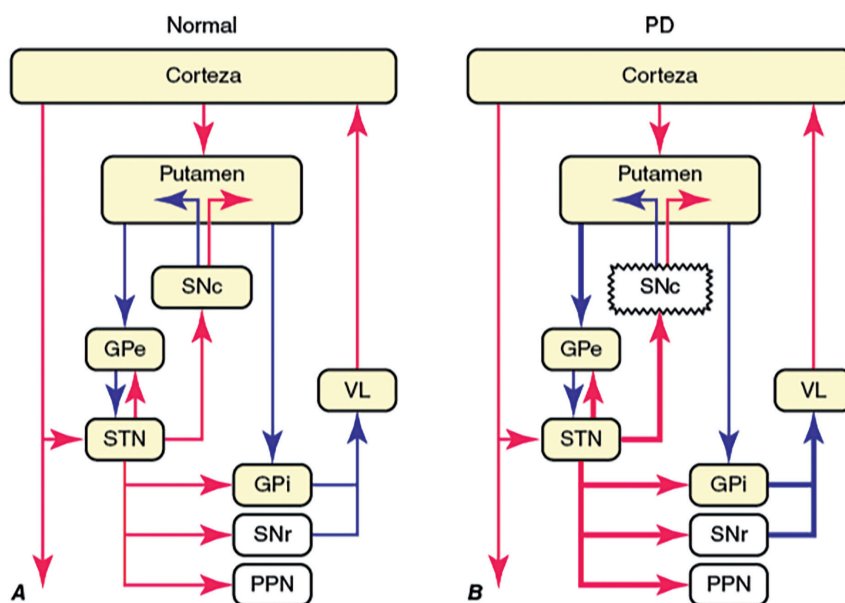 Normal
Corteza
Putamen
SNc
GPe
VL
STN
GPi
SNr
PPN
A
PD
Corteza
Putamen
SNc
GPe
VL
STN
GPi
SNr
PPN
B